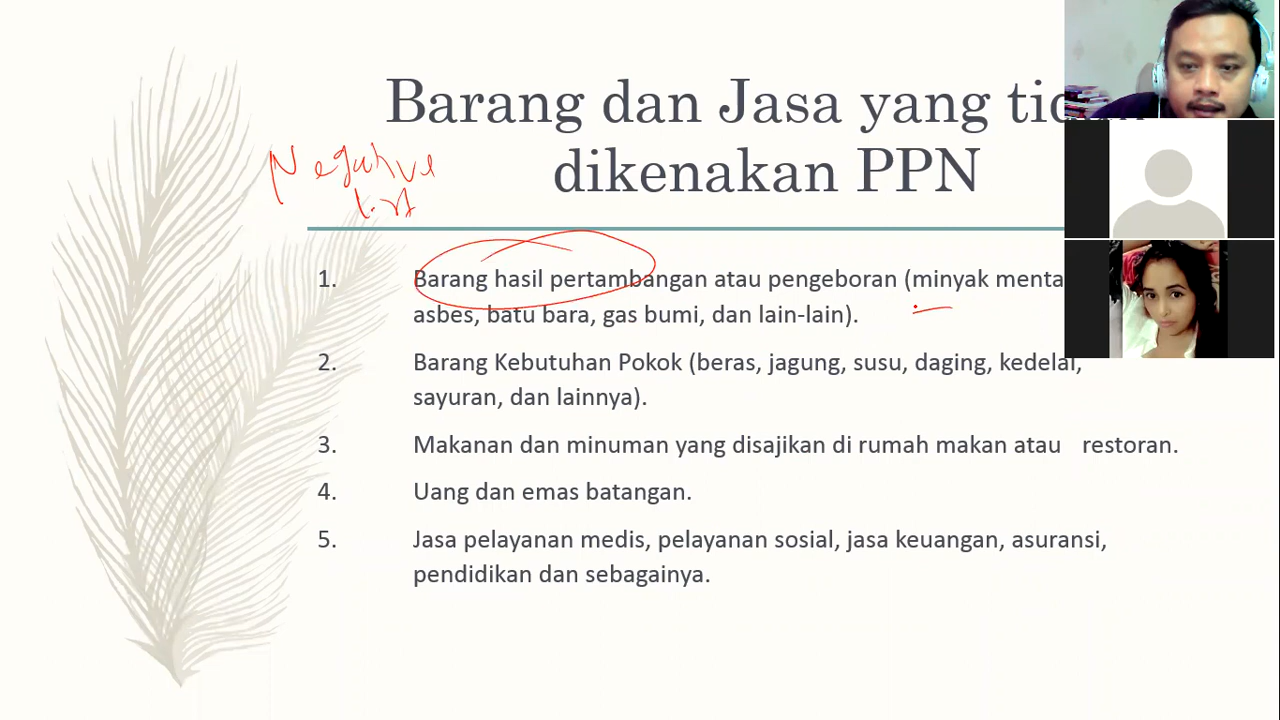 Barang dan Jasa yang
dikenakan PPN
Negative
list
1. Barang hasil pertambangan atau pengeboran (minyak
asbes, batu bara, gas bumi, dan lain-lain).
2. Barang Kebutuhan Pokok (beras, jagung, susu, daging, kedelai,
sayuran, dan lainnya).
3. Makanan dan minuman yang disajikan di rumah makan atau restoran.
4. Uang dan emas batangan.
5. Jasa pelayanan medis, pelayanan sosial, jasa keuangan, asuransi,
pendidikan dan sebagainya.